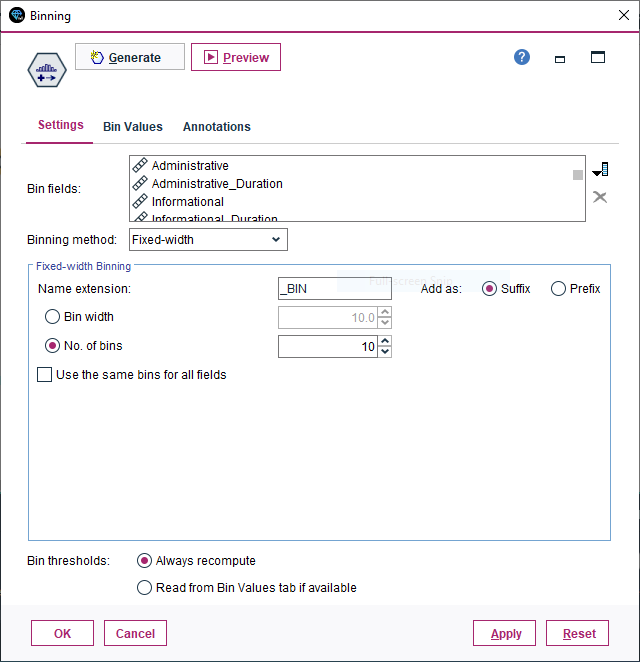 Binning
Generate
Preview
?
Settings Bin Values Annotations
Bin fields:
Administrative
Administrative_Duration
Informational
Informational_Duration
Binning method: Fixed-width
Fixed-width Binning
Name extension: _BIN Add as: Suffix Prefix
Bin width 10.0
No. of bins 10
Use the same bins for all fields
Bin thresholds: Always recompute
Read from Bin Values tab if available
OK Cancel Apply Reset